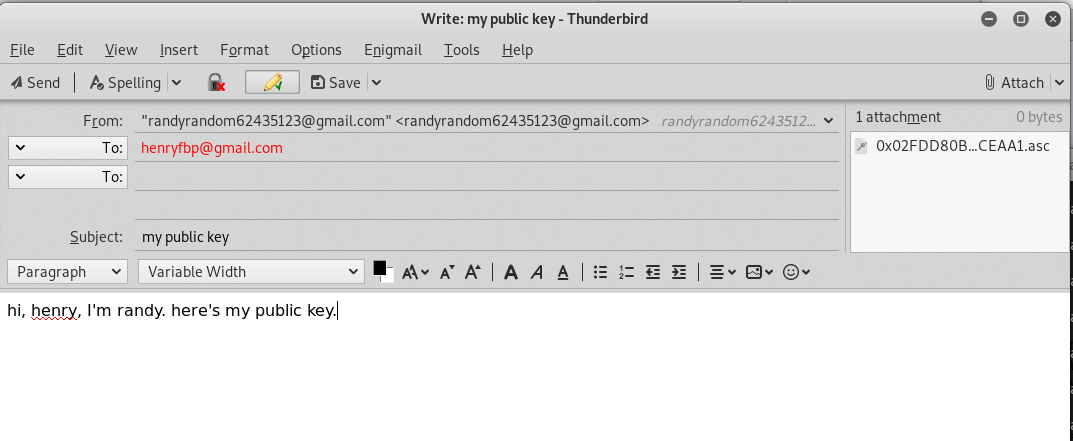 Write: my public key - Thunderbird
File Edit View Insert Format Options Enigmail Tools Help
Send Spelling Save Attach
From: "randyrandom62435123@gmail.com" <randyrandom62435123@gmail.com> randyrandom6243512...
1 attachment 0 bytes
To: henryfbp@gmail.com
0x02FDD80B...CEAA1.asc
To:
Subject: my public key
Paragraph Variable Width
hi, henry, I'm randy. here's my public key.